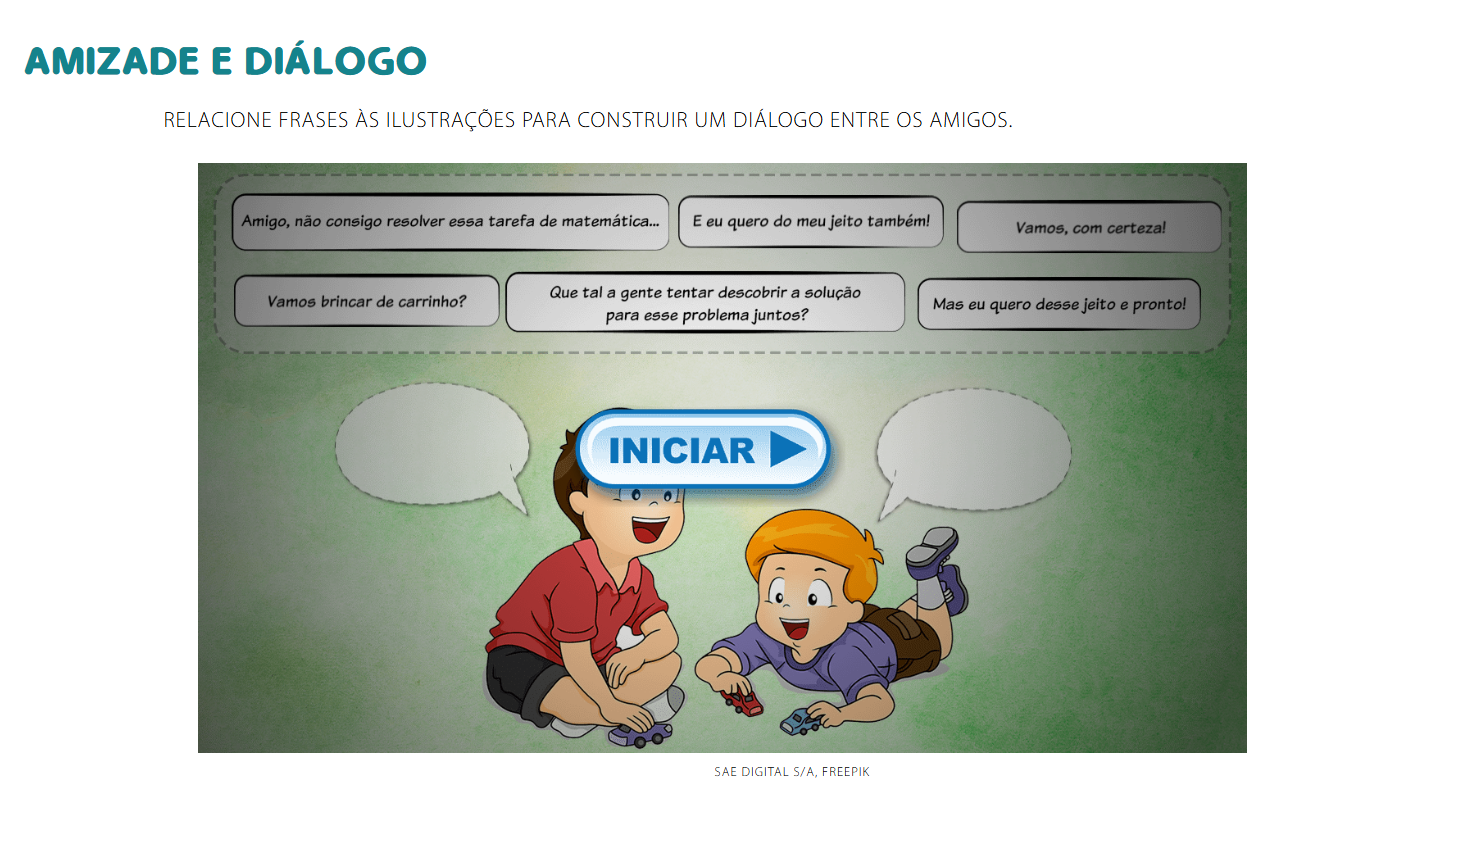 AMIZADE E DIÁLOGO
RELACIONE FRASES ÀS ILUSTRAÇÕES PARA CONSTRUIR UM DIÁLOGO ENTRE OS AMIGOS.
Amigo, não consigo resolver essa tarefa de matemática...
E eu quero do meu jeito também!
Vamos, com certeza!
Vamos brincar de carrinho?
Que tal a gente tentar descobrir a solução
para esse problema juntos?
Mas eu quero desse jeito e pronto!
INICIAR
SAE DIGITAL S/A, FREEPIK